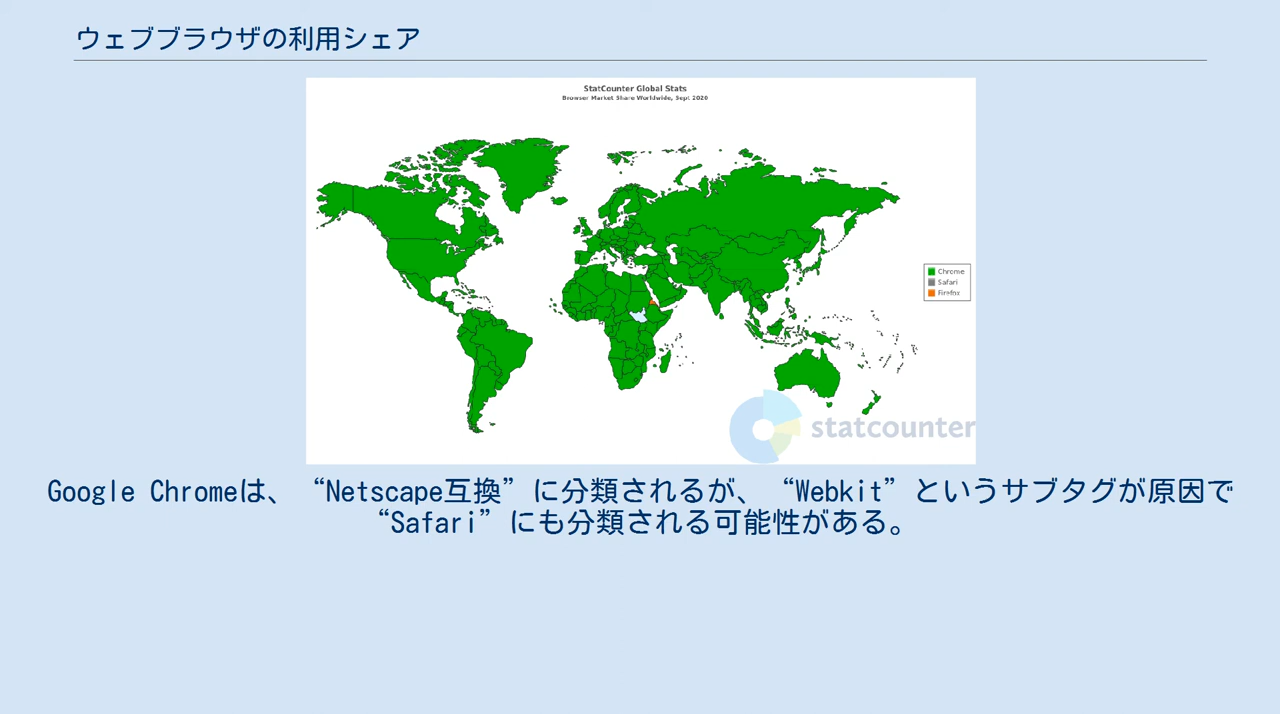 ウェブブラウザの利用シェア
StatCounter Global Stats
Browser Market Share Worldwide, Sept 2020
Chrome
Safari
Firefox
statcounter
Google Chromeは、“Netscape互換”に分類されるが、“Webkit”というサブタグが原因で
“Safari”にも分類される可能性がある。